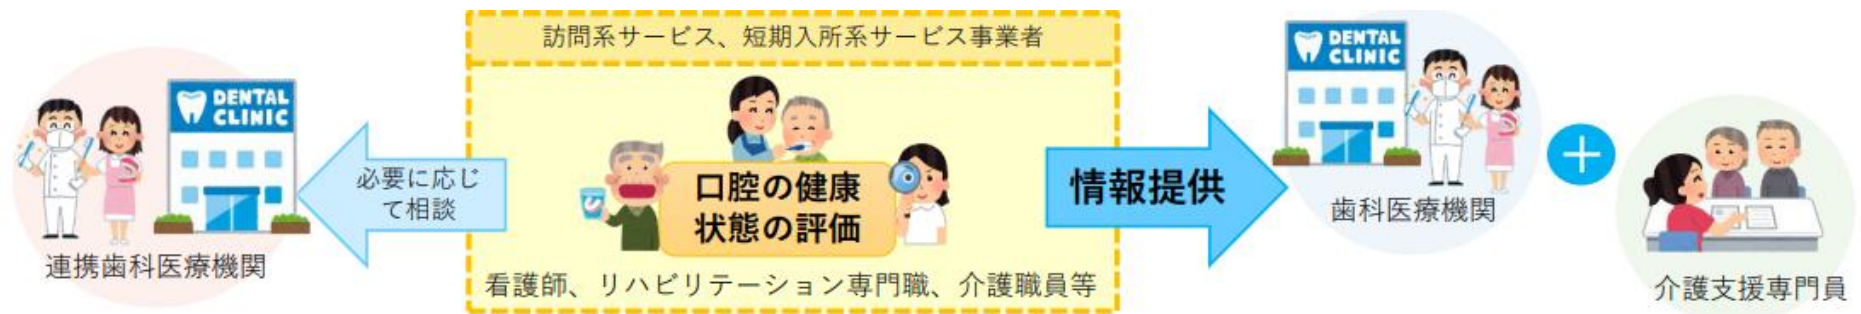 訪問系サービス、短期入所系サービス事業者
DENTAL
CLINIC
必要に応じ
て相談
連携歯科医療機関
口腔の健康
状態の評価
看護師、リハビリテーション専門職、介護職員等
情報提供
DENTAL
CLINIC
歯科医療機関
+
介護支援専門員